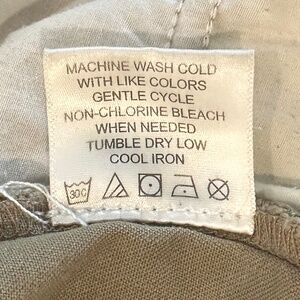 MACHINE WASH COLD
WITH LIKE COLORS
GENTLE CYCLE
NON-CHLORINE BLEACH
WHEN NEEDED
TUMBLE DRY LOW
COOL IRON
30C